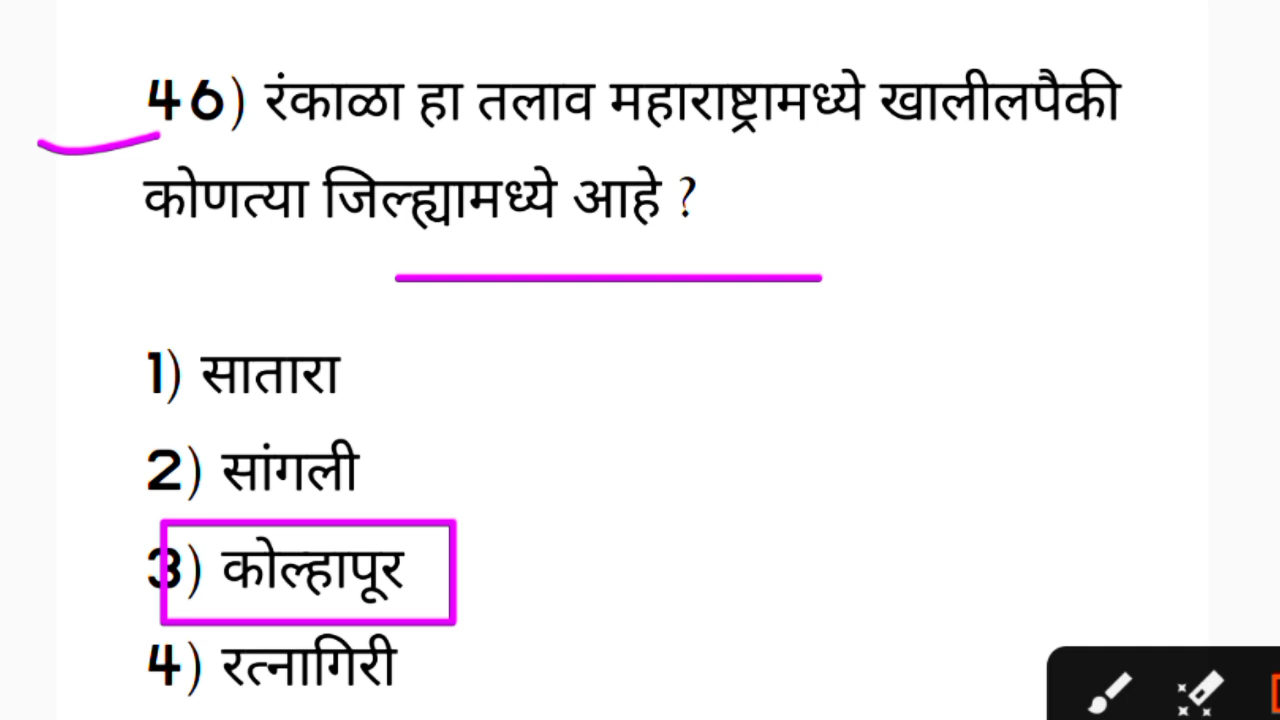 46) रंकाळा हा तलाव महाराष्ट्रामध्ये खालीलपैकी
कोणत्या जिल्ह्यामध्ये आहे ?
1) सातारा
2) सांगली
3) कोल्हापूर
4) रत्नागिरी